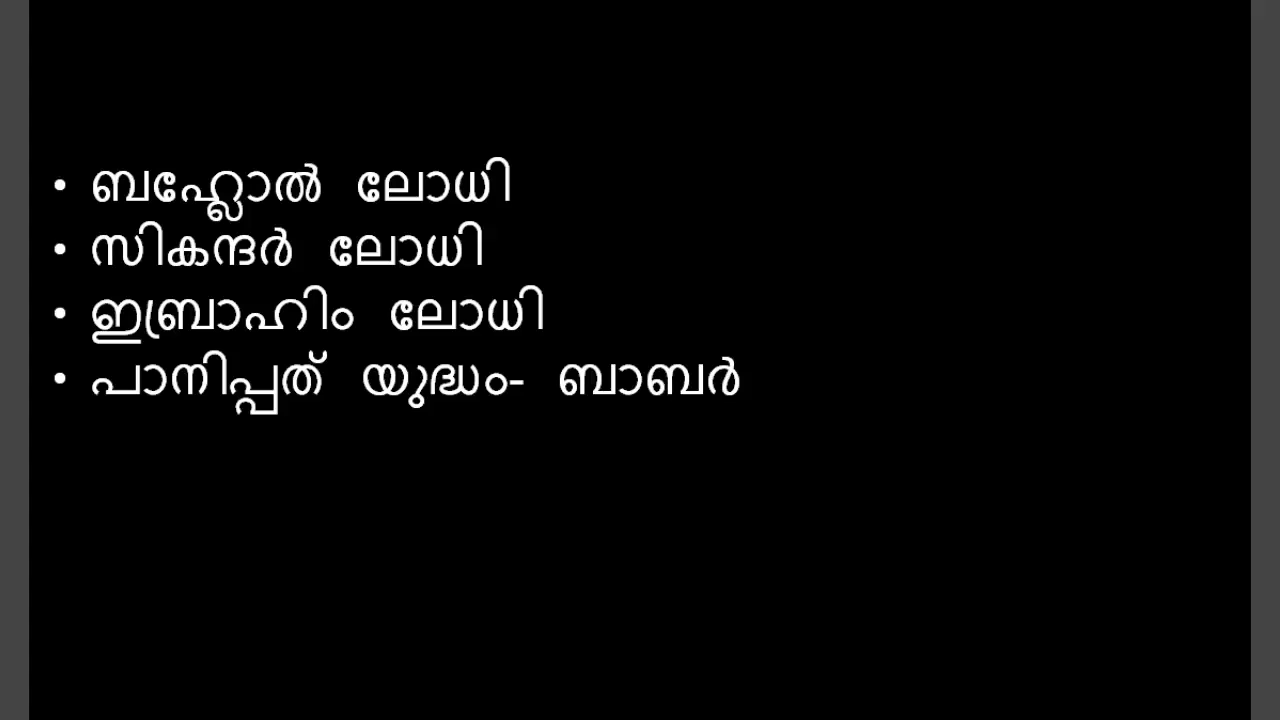 • ബഹ്ലോൽ ലോധി
• സികന്ദർ ലോധി
• ഇബ്രാഹിം ലോധി
• പാനിപ്പത് യുദ്ധം- ബാബർ